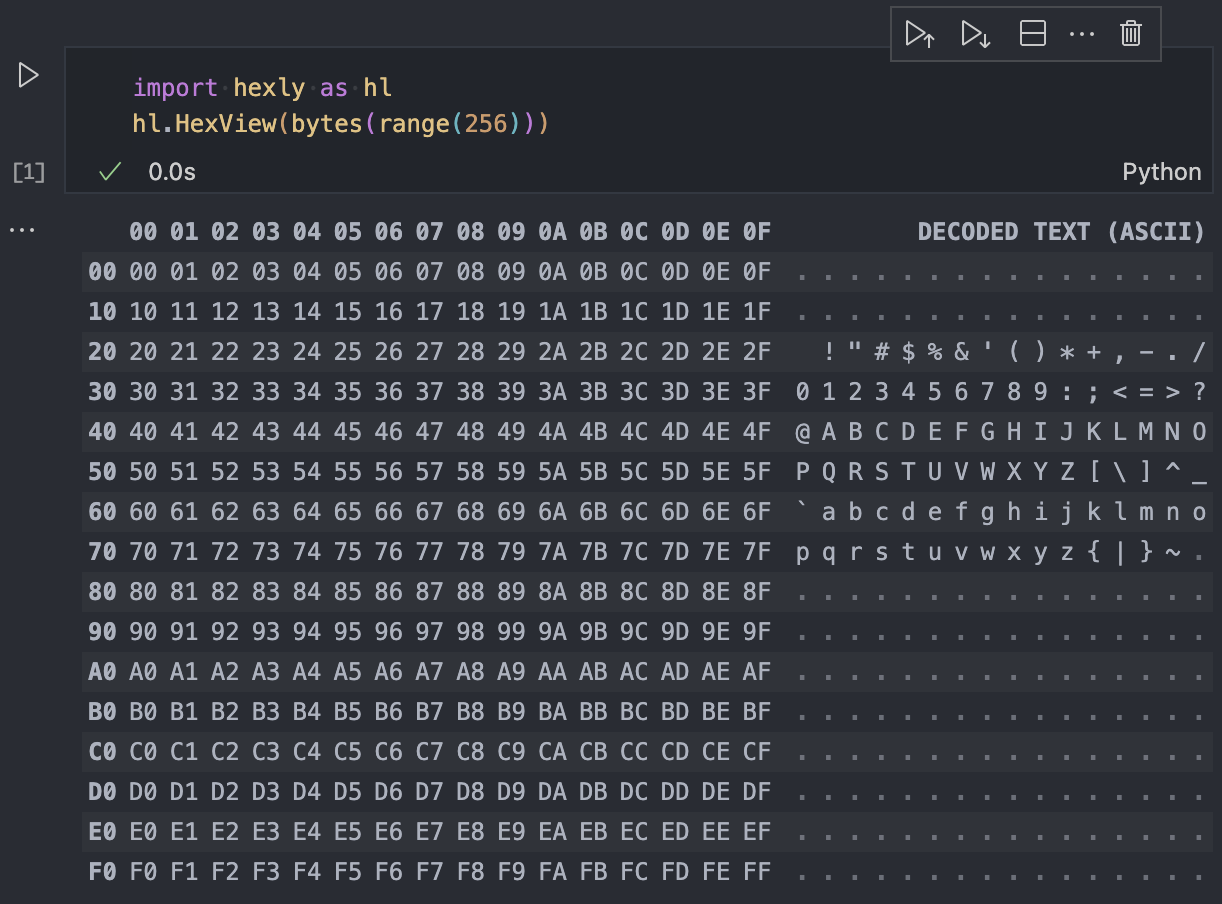 import hexly as hl
hl.HexView(bytes(range(256)))
[1] 0.0s Python
00 01 02 03 04 05 06 07 08 09 0A 0B 0C 0D 0E 0F DECODED TEXT (ASCII)
00 00 01 02 03 04 05 06 07 08 09 0A 0B 0C 0D 0E 0F . . . . . . . . . . . . . . . .
10 10 11 12 13 14 15 16 17 18 19 1A 1B 1C 1D 1E 1F . . . . . . . . . . . . . . . .
20 20 21 22 23 24 25 26 27 28 29 2A 2B 2C 2D 2E 2F ! " # $ % & ' ( ) * + , - . /
30 30 31 32 33 34 35 36 37 38 39 3A 3B 3C 3D 3E 3F 0 1 2 3 4 5 6 7 8 9 : ; < = > ?
40 40 41 42 43 44 45 46 47 48 49 4A 4B 4C 4D 4E 4F @ A B C D E F G H I J K L M N O
50 50 51 52 53 54 55 56 57 58 59 5A 5B 5C 5D 5E 5F P Q R S T U V W X Y Z [ \ ] ^ _
60 60 61 62 63 64 65 66 67 68 69 6A 6B 6C 6D 6E 6F ` a b c d e f g h i j k l m n o
70 70 71 72 73 74 75 76 77 78 79 7A 7B 7C 7D 7E 7F p q r s t u v w x y z { | } ~ .
80 80 81 82 83 84 85 86 87 88 89 8A 8B 8C 8D 8E 8F . . . . . . . . . . . . . . . .
90 90 91 92 93 94 95 96 97 98 99 9A 9B 9C 9D 9E 9F . . . . . . . . . . . . . . . .
A0 A0 A1 A2 A3 A4 A5 A6 A7 A8 A9 AA AB AC AD AE AF . . . . . . . . . . . . . . . .
B0 B0 B1 B2 B3 B4 B5 B6 B7 B8 B9 BA BB BC BD BE BF . . . . . . . . . . . . . . . .
C0 C0 C1 C2 C3 C4 C5 C6 C7 C8 C9 CA CB CC CD CE CF . . . . . . . . . . . . . . . .
D0 D0 D1 D2 D3 D4 D5 D6 D7 D8 D9 DA DB DC DD DE DF . . . . . . . . . . . . . . . .
E0 E0 E1 E2 E3 E4 E5 E6 E7 E8 E9 EA EB EC ED EE EF . . . . . . . . . . . . . . . .
F0 F0 F1 F2 F3 F4 F5 F6 F7 F8 F9 FA FB FC FD FE FF . . . . . . . . . . . . . . . .